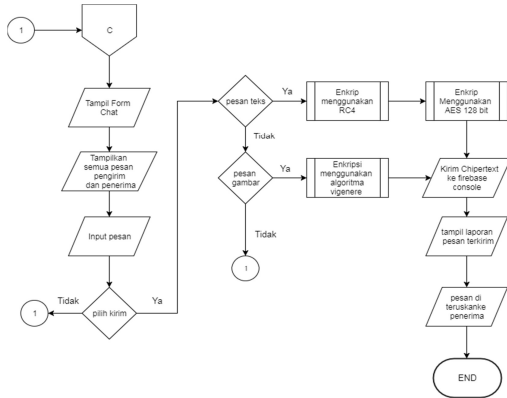 1
C
Tampil Form
Chat
Tampilkan
semua pesan
pengirim
dan penerima
Input pesan
Tidak
1
pilih kirim
Ya
pesan teks
Ya
Enkrip
menggunakan
RC4
Enkrip
Menggunakan
AES 128 bit
Tidak
pesan
gambar
Ya
Enkripsi
menggunakan
algoritma
vigenere
Kirim Chipertext
ke firebase
console
Tidak
1
tampil laporan
pesan terkirim
pesan di
teruskanke
penerima
END